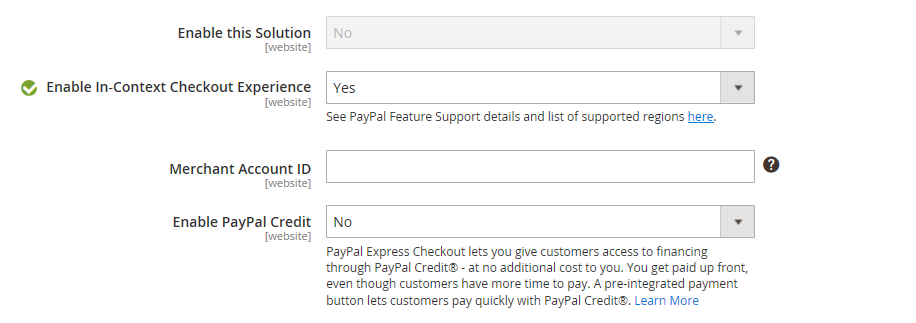 Enable this Solution
No
[website]
Enable In-Context Checkout Experience
Yes
[website]
See PayPal Feature Support details and list of supported regions here.
Merchant Account ID
[website]
?
Enable PayPal Credit
No
[website]
PayPal Express Checkout lets you give customers access to financing
through PayPal Credit® - at no additional cost to you. You get paid up front,
even though customers have more time to pay. A pre-integrated payment
button lets customers pay quickly with PayPal Credit®. Learn More